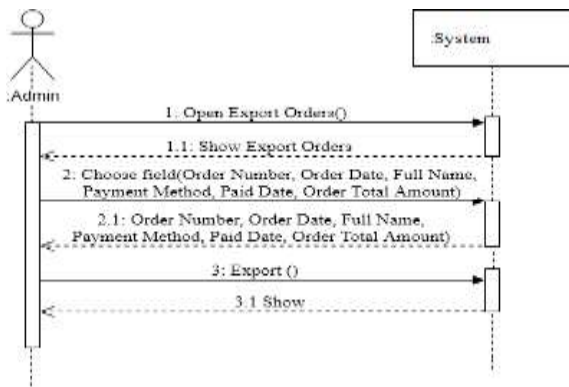 :System
:Admin
1: Open Export Orders()
1.1: Show Export Orders
2: Choose field(Order Number, Order Date, Full Name,
Payment Method, Paid Date, Order Total Amount)
2.1: Order Number, Order Date, Full Name,
Payment Method, Paid Date, Order Total Amount)
3: Export ()
3.1 Show